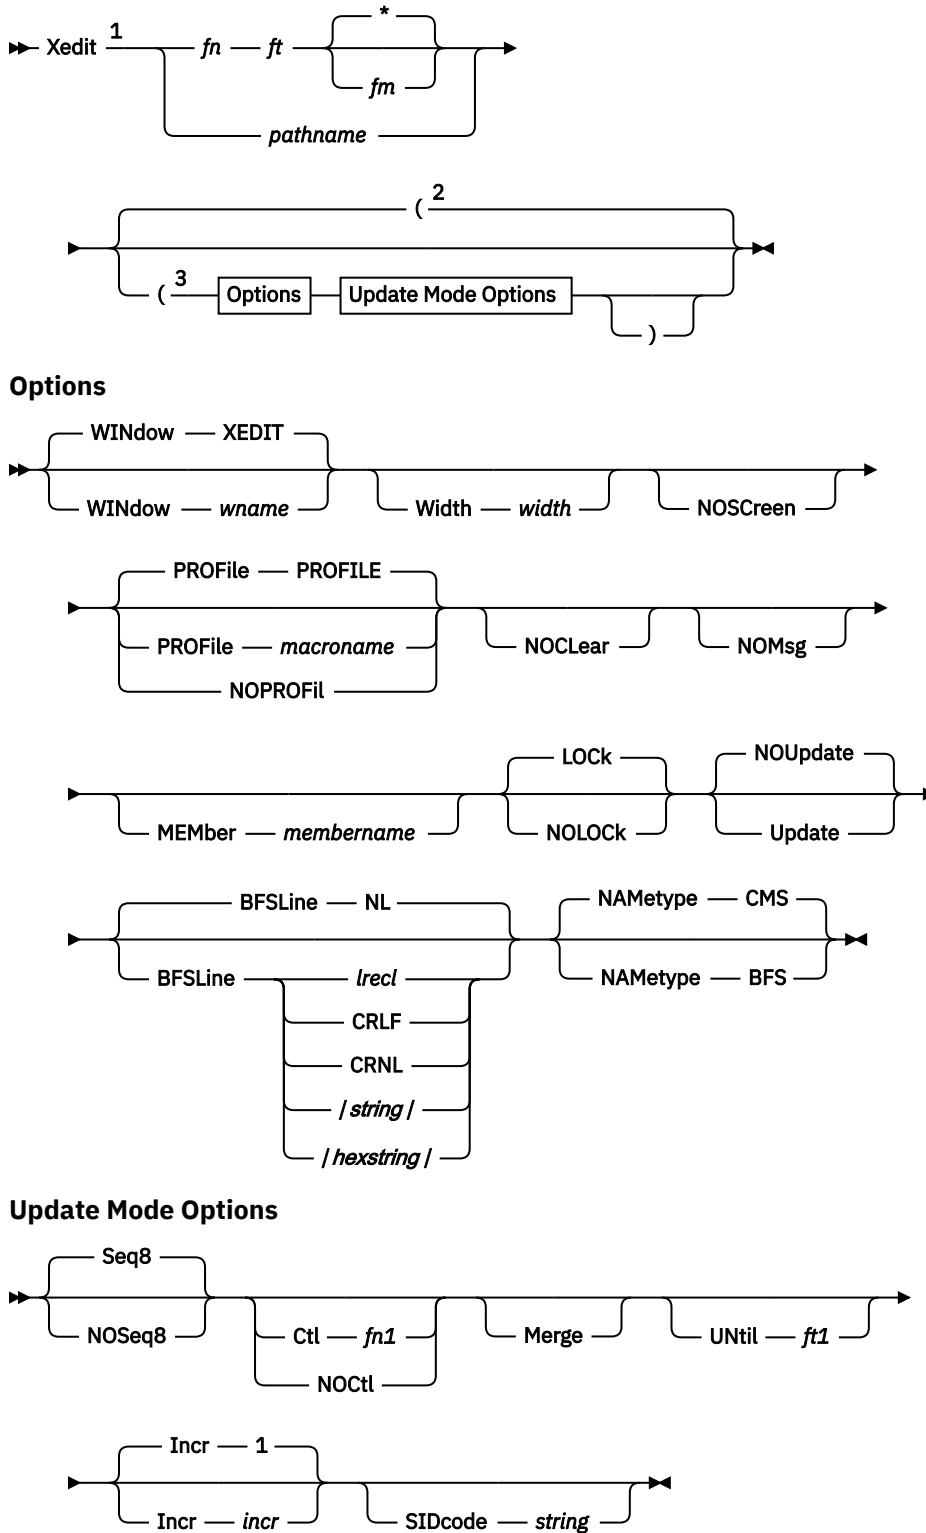 *
Xedit 1 fn ft
fm
pathname
( 2
( 3 Options Update Mode Options
)
Options
WINdow XEDIT
WINdow wname Width width NOSCreen
PROFile PROFILE
PROFile macroname NOCLear NOMsg
NOPROFil
LOCk NOUpdate
MEMber membername NOLOCk Update
BFSLine NL NAMetype CMS
BFSLine lrecl NAMetype BFS
CRLF
CRNL
/string/
/hexstring/
Update Mode Options
Seq8
NOSeq8 Ctl fn1 Merge UNtil ft1
NOCtl
Incr 1
Incr incr SIDcode string